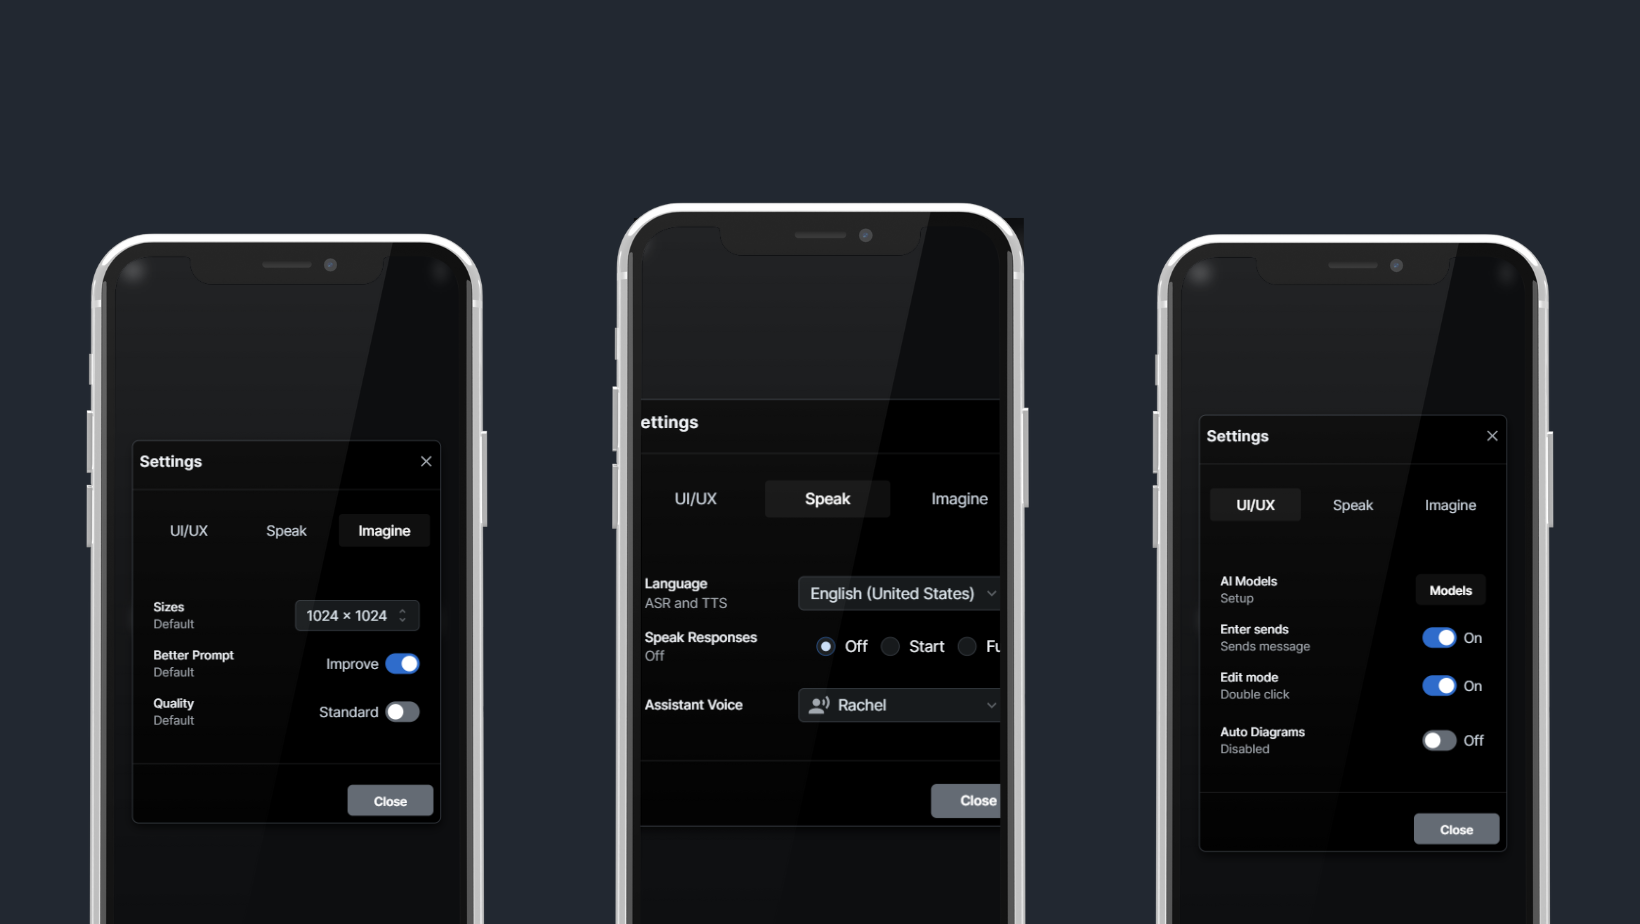 Settings
UI/UX Speak Imagine
Sizes
Default
1024 × 1024
Better Prompt
Default
Improve
Quality
Default
Standard
Close
ettings
UI/UX Speak Imagine
Language
ASR and TTS
English (United States)
Speak Responses
Off
Off Start Fu
Assistant Voice
Rachel
Close
Settings
UI/UX Speak Imagine
AI Models
Setup
Models
Enter sends
Sends message
On
Edit mode
Double click
On
Auto Diagrams
Disabled
Off
Close